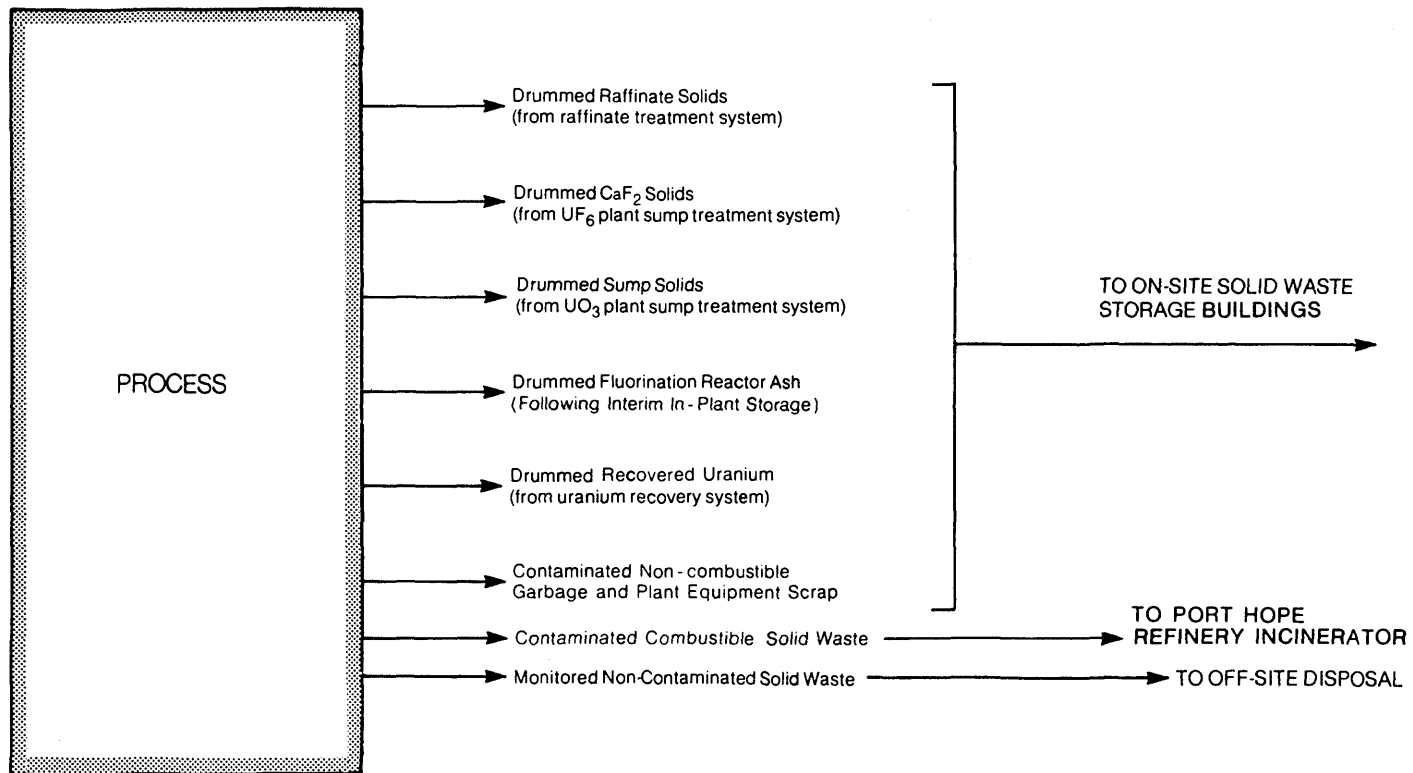 PROCESS
Drummed Raffinate Solids
(from raffinate treatment system)
Drummed CaF₂ Solids
(from UF₆ plant sump treatment system)
Drummed Sump Solids
(from UO₃ plant sump treatment system)
Drummed Fluorination Reactor Ash
(Following Interim In-Plant Storage)
Drummed Recovered Uranium
(from uranium recovery system)
Contaminated Non-combustible
Garbage and Plant Equipment Scrap
TO ON-SITE SOLID WASTE
STORAGE BUILDINGS
Contaminated Combustible Solid Waste
TO PORT HOPE
REFINERY INCINERATOR
Monitored Non-Contaminated Solid Waste
TO OFF-SITE DISPOSAL